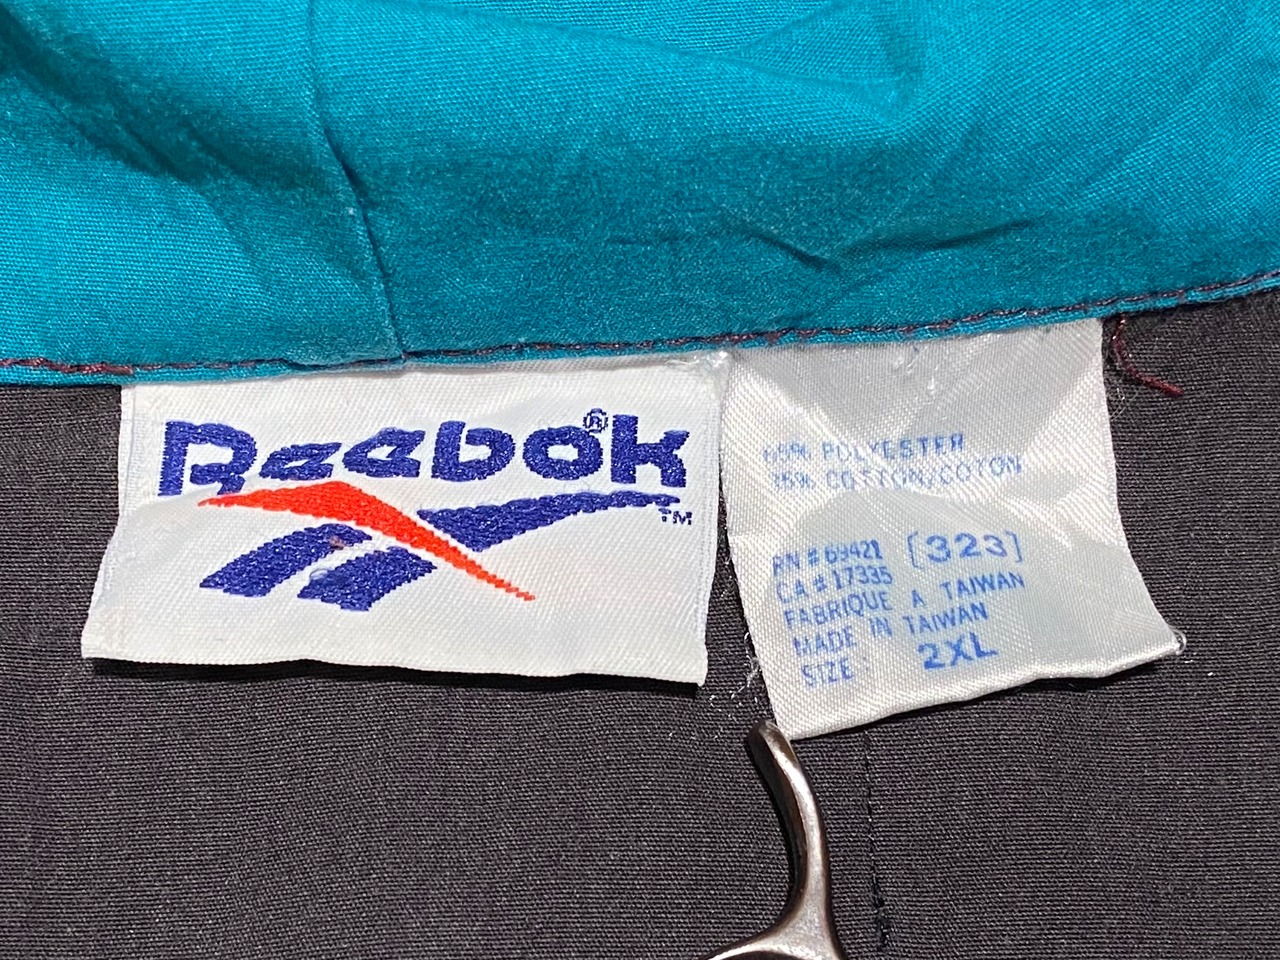 Reebok®
TM
65% POLYESTER
35% COTTON/COTON
RN # 69421 [323]
CA # 17335
FABRIQUE A TAIWAN
MADE IN TAIWAN
SIZE: 2XL